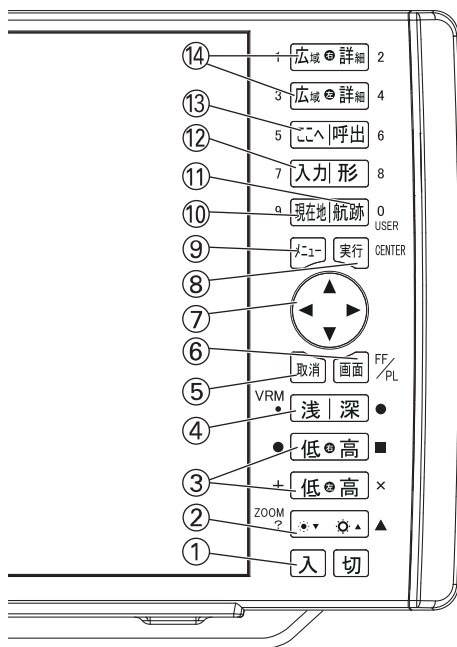 ⑭ 1 広域 右 詳細 2
3 広域 左 詳細 4
⑬ 5 ここへ 呼出 6
⑫ 7 入力 形 8
⑪
⑩ 9 現在地 航跡 0
USER
⑨ メニュー 実行 CENTER
⑧
⑦
⑥
⑤ 取消 画面 FF/PL
VRM
④ 浅 深
低 右 高
③ + 低 左 高 ×
ZOOM
② ?
① 入 切